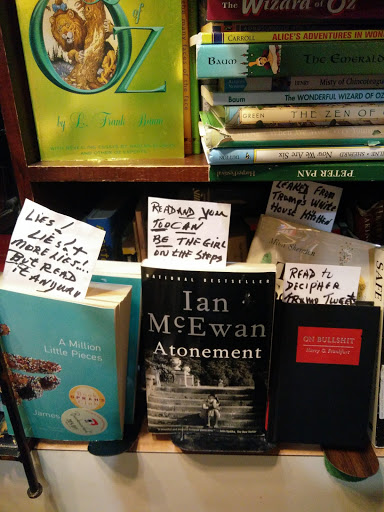 The WIZARD of Oz
CARROLL ALICE'S ADVENTURES IN WON
BAUM The Emerald
Misty of Chincoteague
BAUM THE WONDERFUL WIZARD OF OZ
THE ZEN OF
GREEN
SHEPARD Now We Are SIX
PETER PAN
of
OZ
by L. Frank Baum
LEAKED FROM
TRUMP'S WHITE
HOUSE KITCHEN
READ AND YOU
TOO CAN
BE THE GIRL
ON THE STEPS
LIES!
LIES &
MORE LIES...
BUT READ
IT ANYWAY
READ to
DECIPHER
TRUMP TWEETS
A Million
Little Pieces
James
NATIONAL BESTSELLER
Ian
McEwan
Atonement
ON BULLSHIT
Harry G. Frankfurt
SAFE